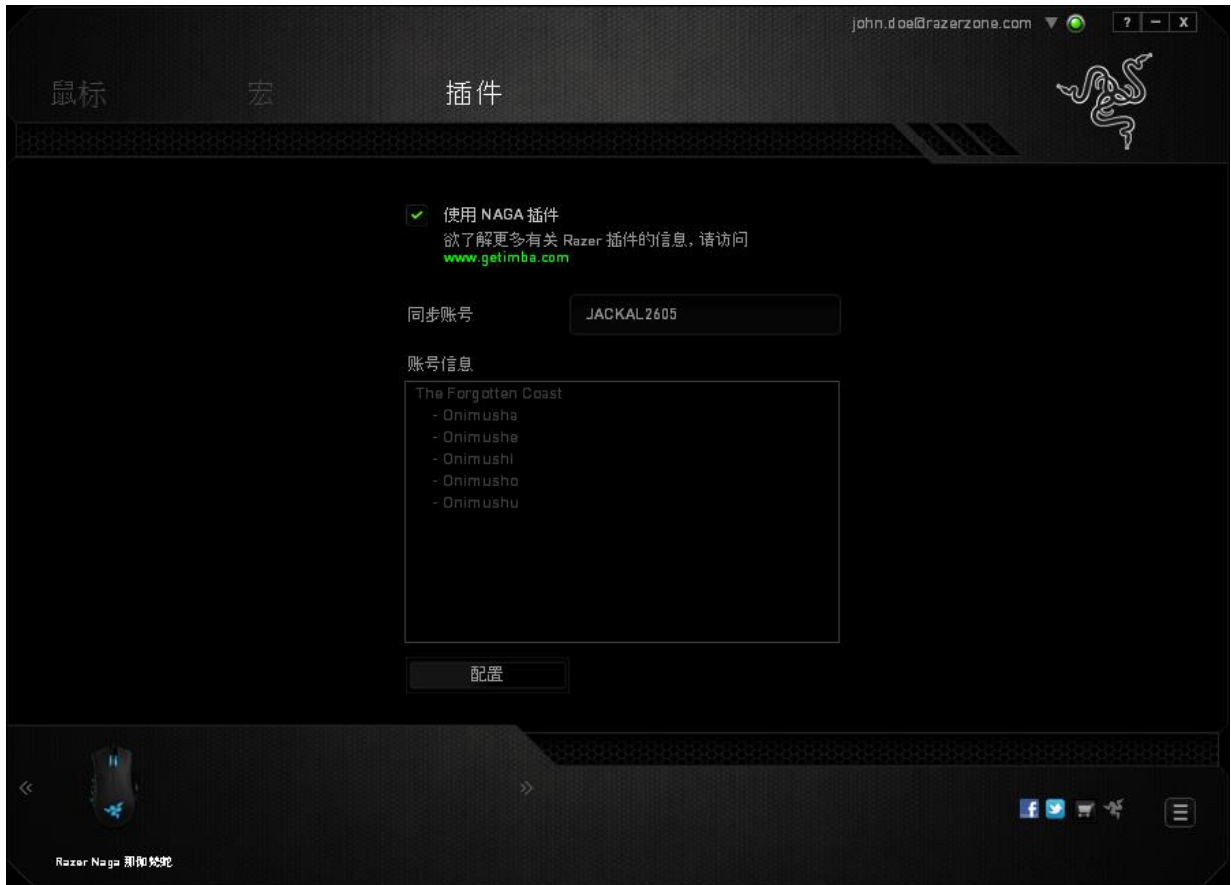 john.doe@razerzone.com
? – X
鼠标 宏 插件
使用 NAGA 插件
欲了解更多有关 Razer 插件的信息, 请访问
www.getimba.com
同步账号 JACKAL2605
账号信息
The Forgotten Coast
- Onimusha
- Onimushe
- Onimushi
- Onimusho
- Onimushu
配置
Razer Naga 那伽梵蛇